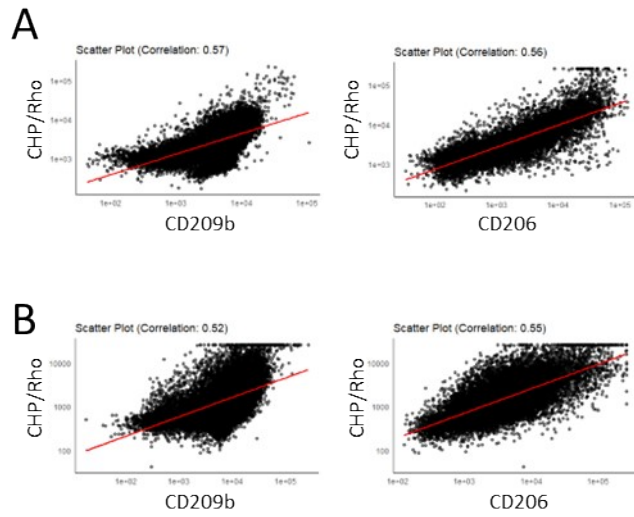 A
Scatter Plot (Correlation: 0.57)
CHP/Rho
1e+05
1e+04
1e+03
1e+02 1e+03 1e+04 1e+05
CD209b
Scatter Plot (Correlation: 0.56)
CHP/Rho
1e+05
1e+04
1e+03
1e+02 1e+03 1e+04 1e+05
CD206
B
Scatter Plot (Correlation: 0.52)
CHP/Rho
10000
1000
100
1e+02 1e+03 1e+04 1e+05
CD209b
Scatter Plot (Correlation: 0.55)
CHP/Rho
10000
1000
100
1e+02 1e+03 1e+04 1e+05
CD206